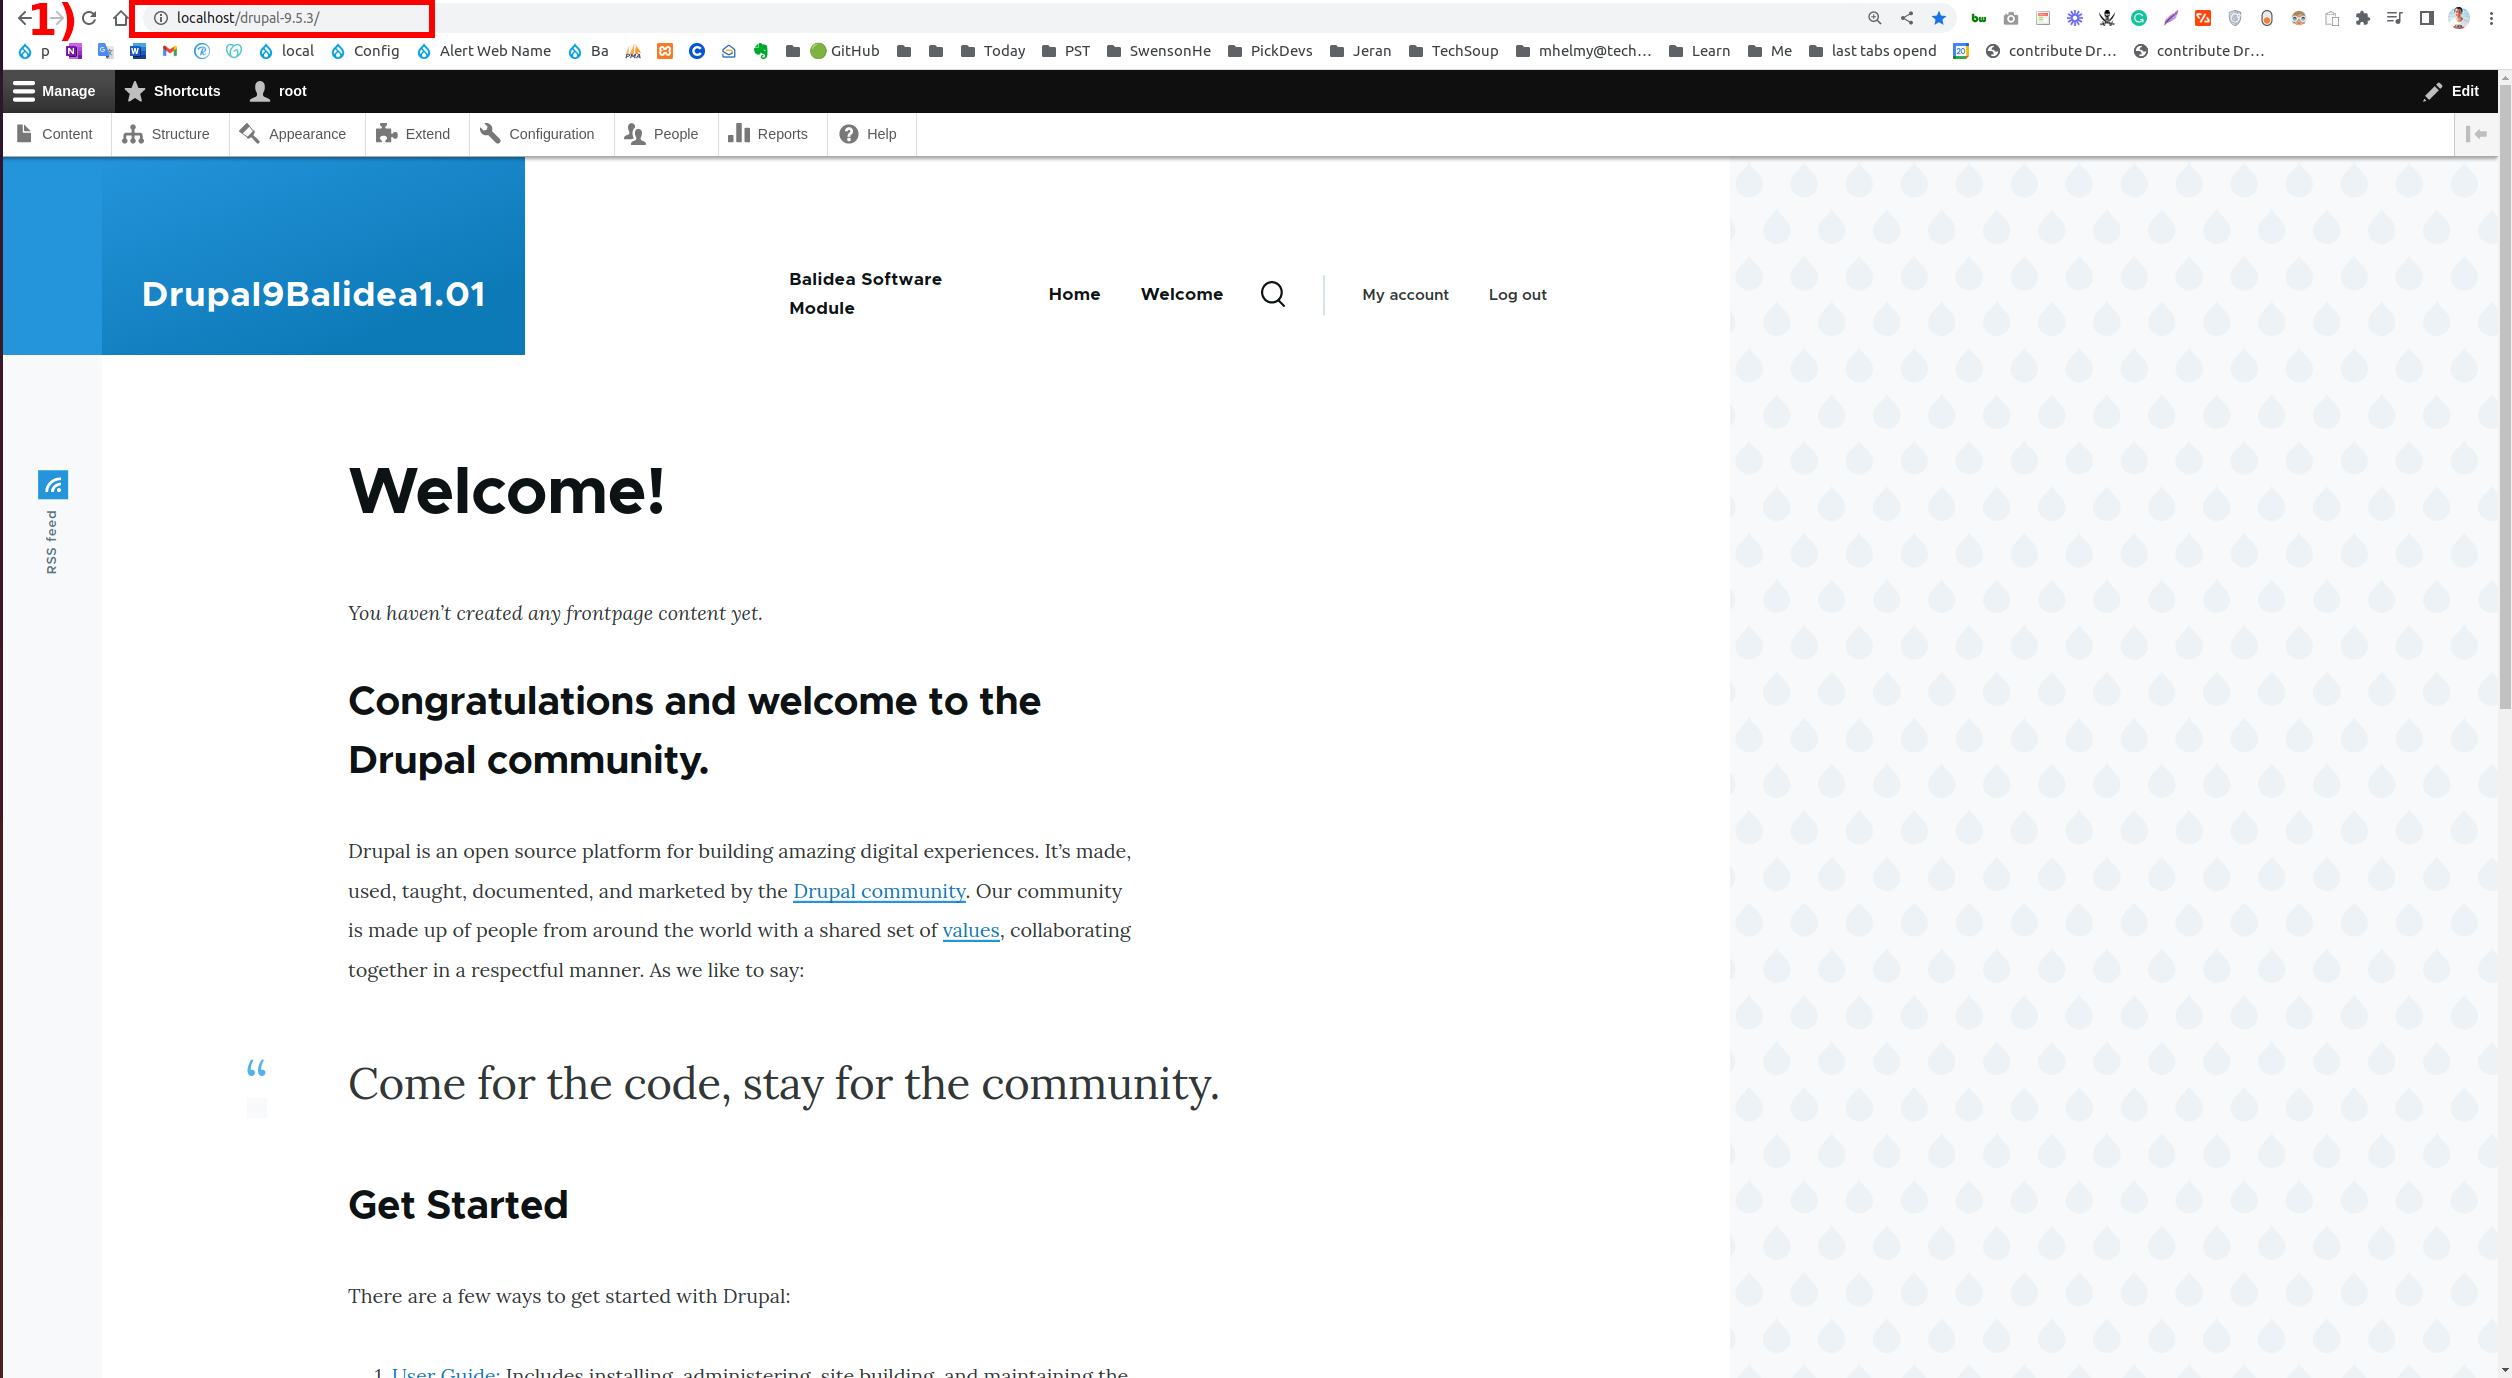 1)
localhost/drupal-9.5.3/
p local Config Alert Web Name Ba GitHub Today PST SwensonHe PickDevs Jeran TechSoup mhelmy@tech... Learn Me last tabs opend contribute Dr... contribute Dr...
Manage Shortcuts root Edit
Content Structure Appearance Extend Configuration People Reports Help
Drupal9Balidea1.01
Balidea Software
Module
Home Welcome My account Log out
RSS feed
Welcome!
You haven’t created any frontpage content yet.
Congratulations and welcome to the
Drupal community.
Drupal is an open source platform for building amazing digital experiences. It’s made,
used, taught, documented, and marketed by the Drupal community. Our community
is made up of people from around the world with a shared set of values, collaborating
together in a respectful manner. As we like to say:
“ Come for the code, stay for the community.
Get Started
There are a few ways to get started with Drupal:
1. User Guide: Includes installing, administering, site building, and maintaining the